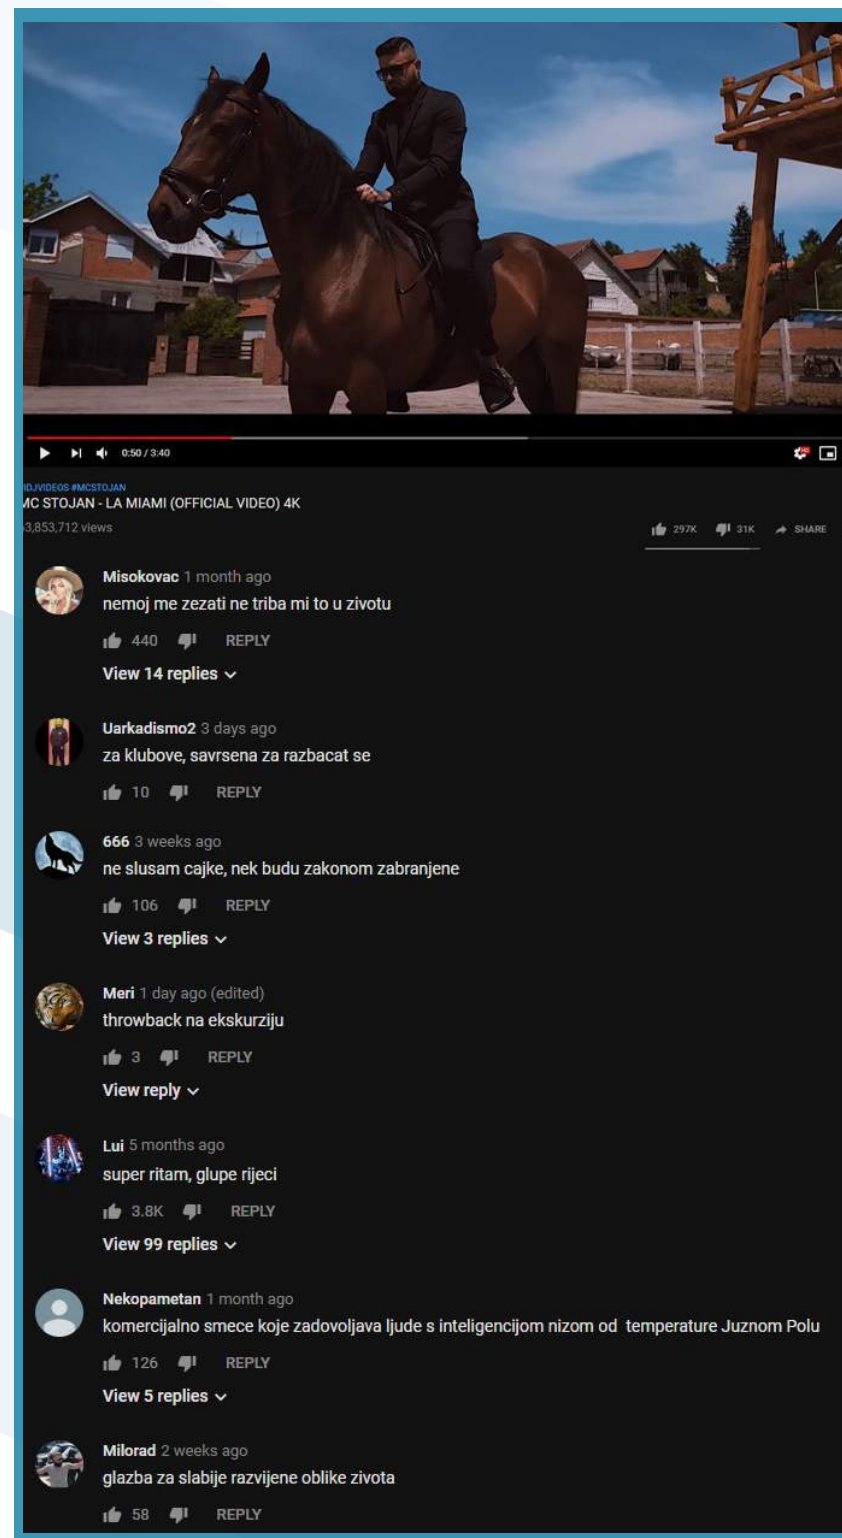 0:50 / 3:40
IDJVIDEOS #MCSTOJAN
MC STOJAN - LA MIAMI (OFFICIAL VIDEO) 4K
3,853,712 views
297K 31K SHARE
Misokovac 1 month ago
nemoj me zezati ne triba mi to u zivotu
440 REPLY
View 14 replies
Uarkadismo2 3 days ago
za klubove, savrsena za razbacat se
10 REPLY
666 3 weeks ago
ne slusam cajke, nek budu zakonom zabranjene
106 REPLY
View 3 replies
Meri 1 day ago (edited)
throwback na ekskurziju
3 REPLY
View reply
Lui 5 months ago
super ritam, glupe rijeci
3.8K REPLY
View 99 replies
Nekopametan 1 month ago
komercijalno smece koje zadovoljava ljude s inteligencijom nizom od temperature Juznom Polu
126 REPLY
View 5 replies
Milorad 2 weeks ago
glazba za slabije razvijene oblike zivota
58 REPLY